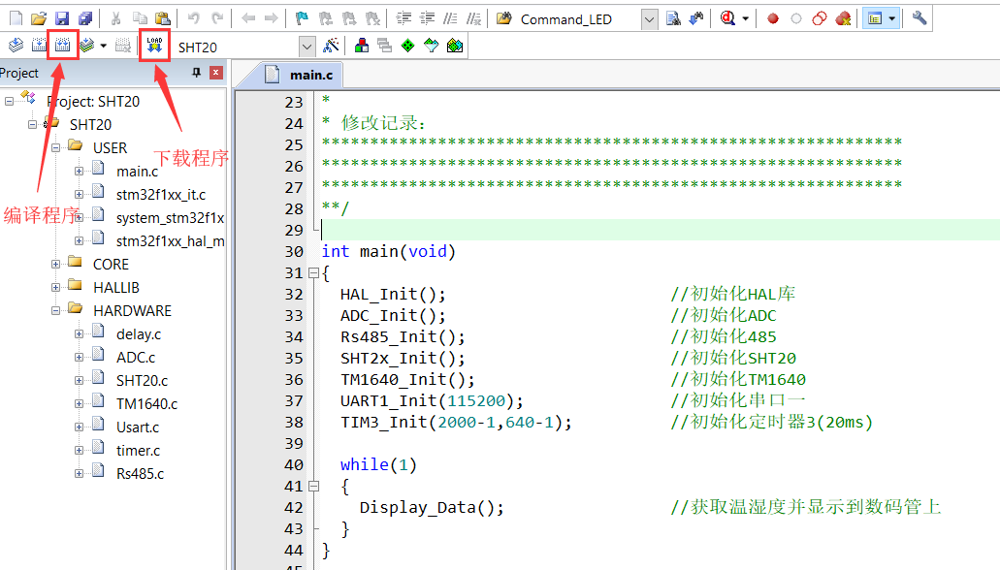 Command_LED
LOAD
SHT20
Project
main.c
Project: SHT20
SHT20
USER
main.c
stm32f1xx_it.c
system_stm32f1x
stm32f1xx_hal_m
CORE
HALLIB
HARDWARE
delay.c
ADC.c
SHT20.c
TM1640.c
Usart.c
timer.c
Rs485.c
编译程序
下载程序
23 *
24 * 修改记录:
25 ************************************************************
26 ************************************************************
27 ************************************************************
28 **/
29
30 int main(void)
31 {
32 HAL_Init(); //初始化HAL库
33 ADC_Init(); //初始化ADC
34 Rs485_Init(); //初始化485
35 SHT2x_Init(); //初始化SHT20
36 TM1640_Init(); //初始化TM1640
37 UART1_Init(115200); //初始化串口一
38 TIM3_Init(2000-1,640-1); //初始化定时器3(20ms)
39
40 while(1)
41 {
42 Display_Data(); //获取温湿度并显示到数码管上
43 }
44 }